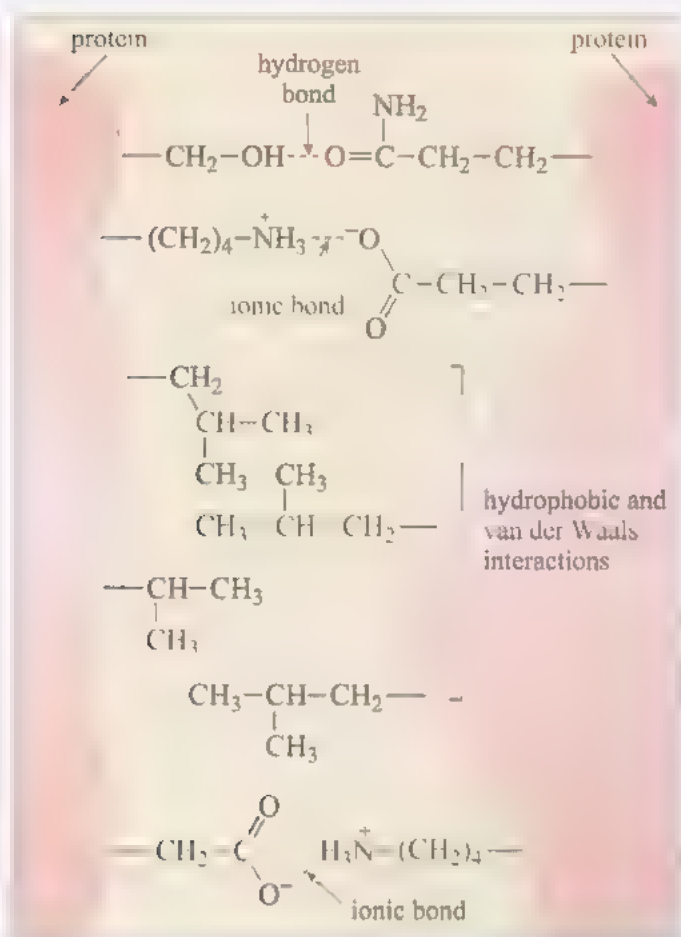 protein
protein
hydrogen
bond
NH₂
—CH₂–OH---O=C–CH₂–CH₂—
—(CH₂)₄–N⁺H₃---⁻O
C–CH₂–CH₂—
ionic bond
O
—CH₂
CH–CH₃
CH₃ CH₃
CH₃ CH CH₂—
hydrophobic and
van der Waals
interactions
—CH–CH₃
CH₃
CH₃–CH–CH₂—
CH₃
O
—CH₂–C H₃N⁺–(CH₂)₄—
O⁻
ionic bond